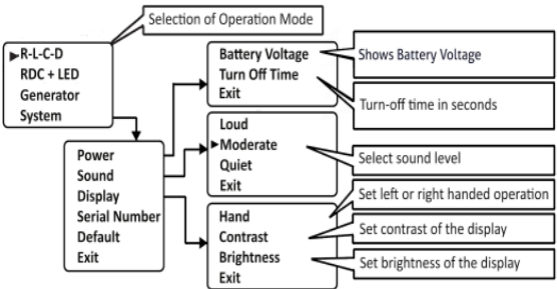 Selection of Operation Mode
R-L-C-D
RDC + LED
Generator
System
Battery Voltage
Turn Off Time
Exit
Shows Battery Voltage
Turn-off time in seconds
Power
Sound
Display
Serial Number
Default
Exit
Loud
Moderate
Quiet
Exit
Select sound level
Hand
Contrast
Brightness
Exit
Set left or right handed operation
Set contrast of the display
Set brightness of the display